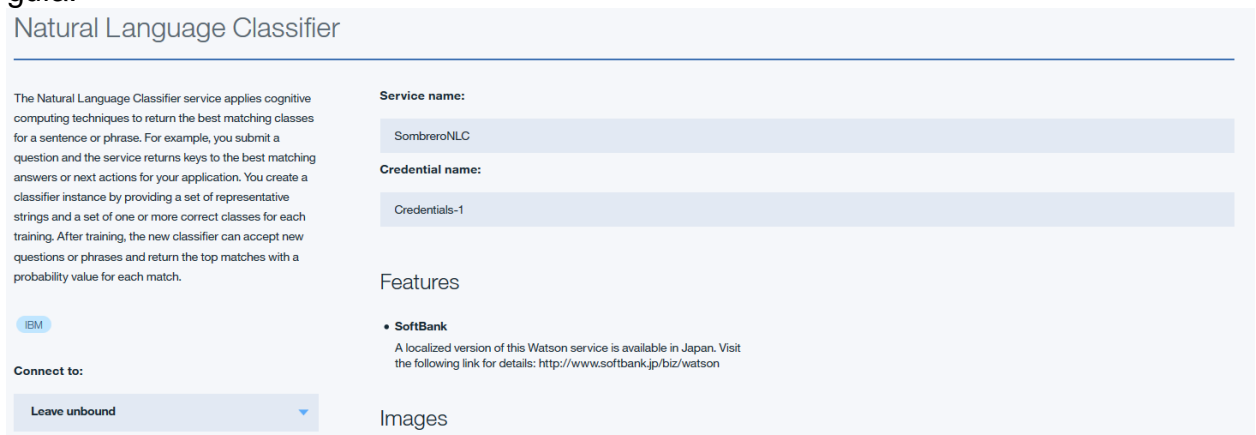 Natural Language Classifier
The Natural Language Classifier service applies cognitive
computing techniques to return the best matching classes
for a sentence or phrase. For example, you submit a
question and the service returns keys to the best matching
answers or next actions for your application. You create a
classifier instance by providing a set of representative
strings and a set of one or more correct classes for each
training. After training, the new classifier can accept new
questions or phrases and return the top matches with a
probability value for each match.
IBM
Connect to:
Leave unbound
Service name:
SombreroNLC
Credential name:
Credentials-1
Features
• SoftBank
A localized version of this Watson service is available in Japan. Visit
the following link for details: http://www.softbank.jp/biz/watson
Images